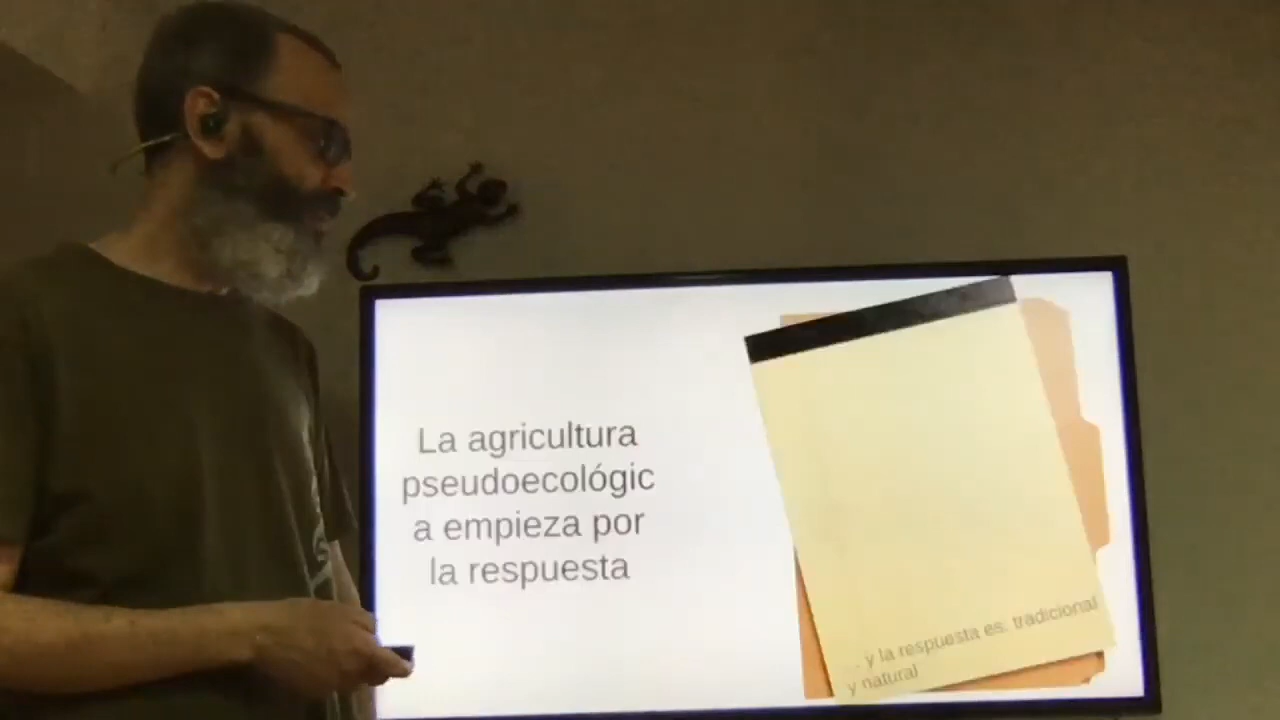 La agricultura
pseudoecológic
a empieza por
la respuesta
... y la respuesta es. tradicional
y natural